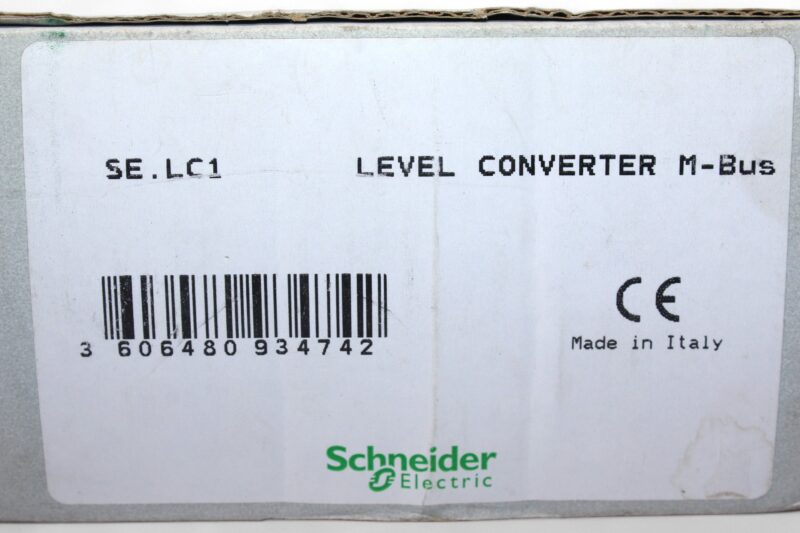 SE.LC1 LEVEL CONVERTER M-Bus
3 606480 934742
CE
Made in Italy
Schneider
Electric